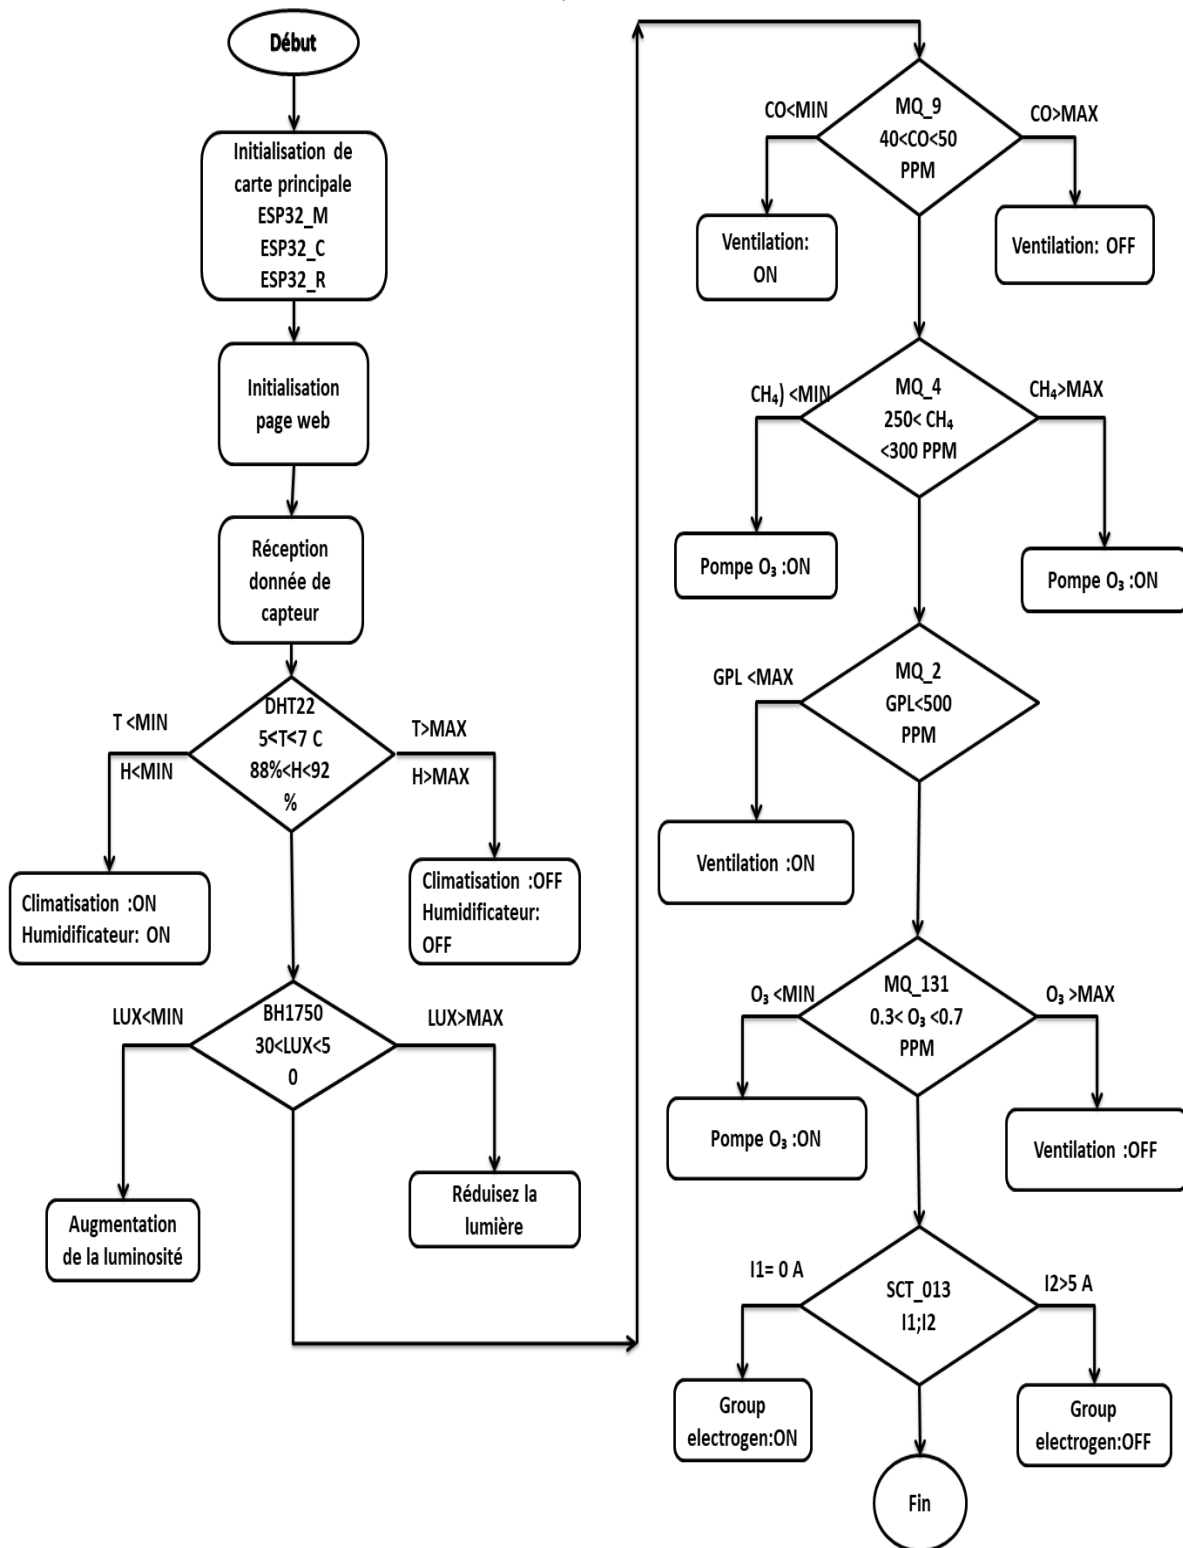 Début
Initialisation de
carte principale
ESP32_M
ESP32_C
ESP32_R
Initialisation
page web
Réception
donnée de
capteur
DHT22
5<T<7 C
88%<H<92
%
T <MIN
H<MIN
T>MAX
H>MAX
Climatisation :ON
Humidificateur: ON
Climatisation :OFF
Humidificateur:
OFF
BH1750
30<LUX<5
0
LUX<MIN
LUX>MAX
Augmentation
de la luminosité
Réduisez la
lumière
MQ_9
40<CO<50
PPM
CO<MIN
CO>MAX
Ventilation:
ON
Ventilation: OFF
MQ_4
250< CH₄
<300 PPM
CH₄) <MIN
CH₄>MAX
Pompe O₃ :ON
Pompe O₃ :ON
MQ_2
GPL<500
PPM
GPL <MAX
Ventilation :ON
MQ_131
0.3< O₃ <0.7
PPM
O₃ <MIN
O₃ >MAX
Pompe O₃ :ON
Ventilation :OFF
SCT_013
I1;I2
I1= 0 A
I2>5 A
Group
electrogen:ON
Group
electrogen:OFF
Fin